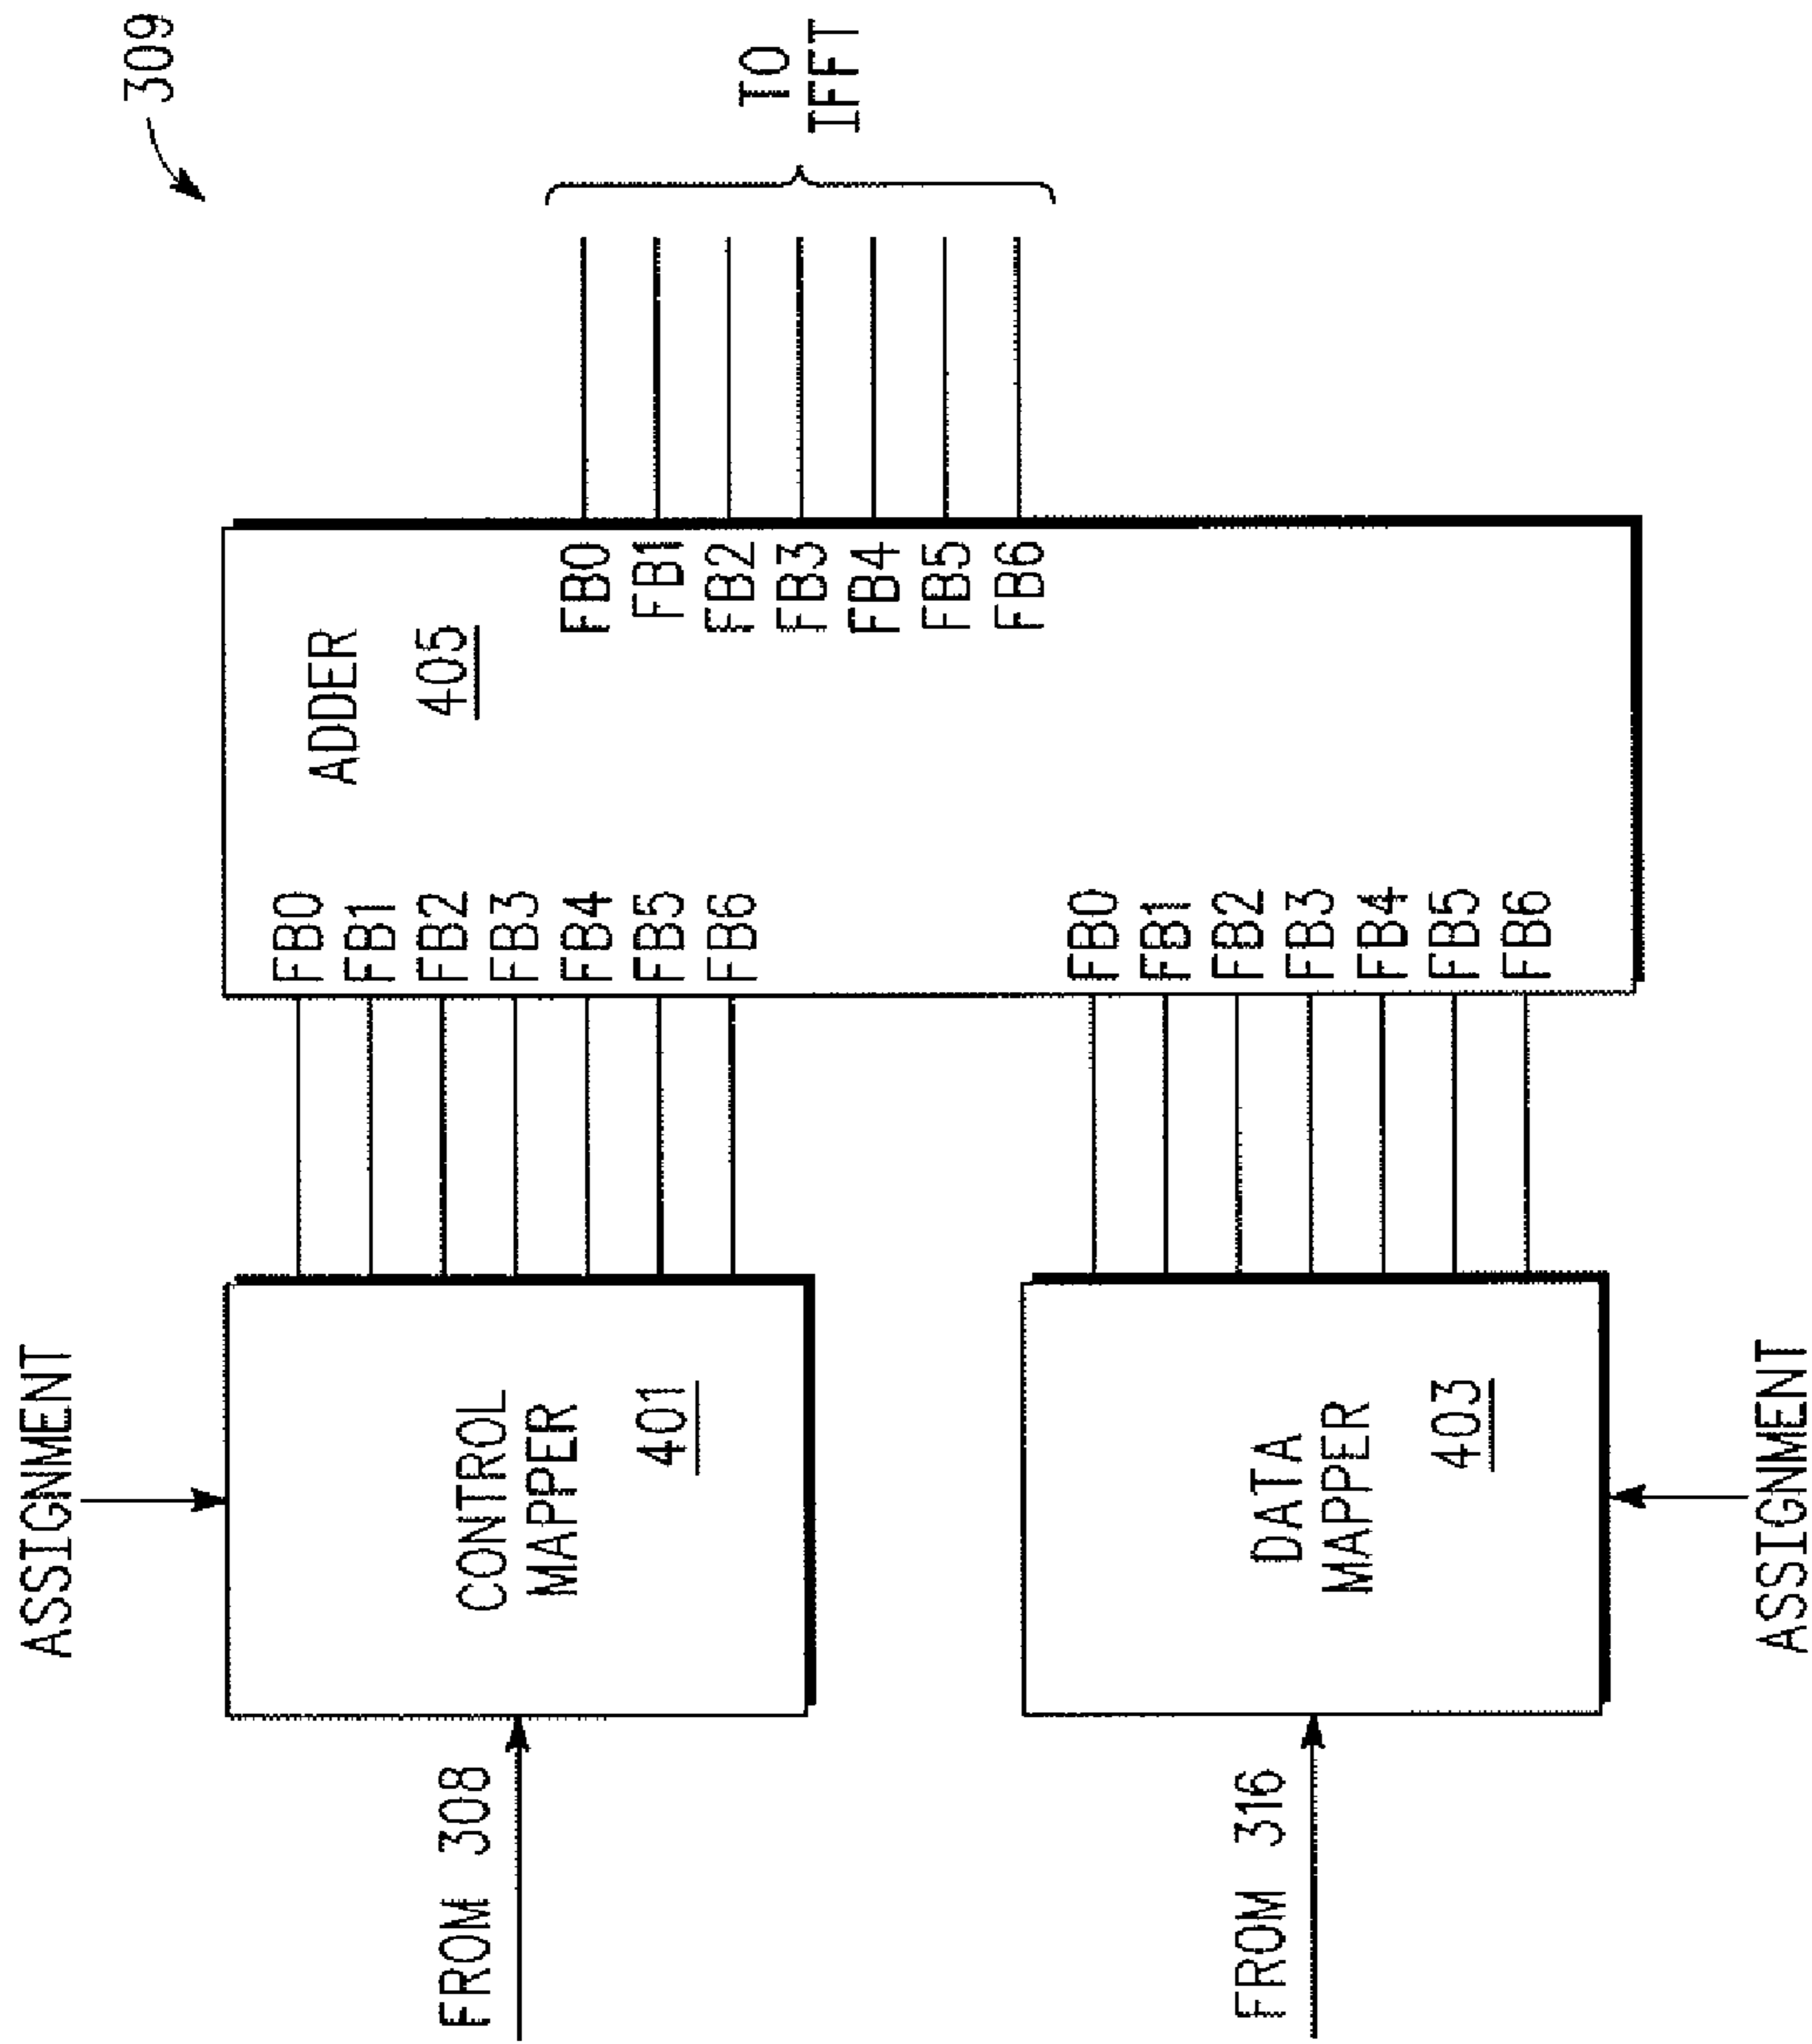 309
ASSIGNMENT
FROM 308
CONTROL
MAPPER
401
FB0
FB1
FB2
FB3
FB4
FB5
FB6
ADDER
405
FB0
FB1
FB2
FB3
FB4
FB5
FB6
TO
IFFT
FROM 316
DATA
MAPPER
403
FB0
FB1
FB2
FB3
FB4
FB5
FB6
ASSIGNMENT